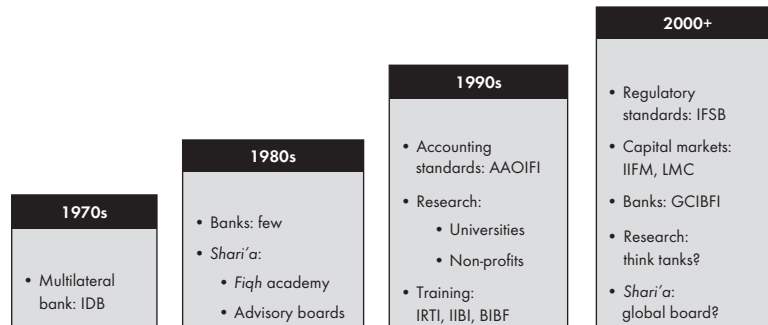 1970s
• Multilateral
bank: IDB
1980s
• Banks: few
• Shari’a:
• Fiqh academy
• Advisory boards
1990s
• Accounting
standards: AAOIFI
• Research:
• Universities
• Non-profits
• Training:
IRTI, IIBI, BIBF
2000+
• Regulatory
standards: IFSB
• Capital markets:
IIFM, LMC
• Banks: GCIBFI
• Research:
think tanks?
• Shari’a:
global board?